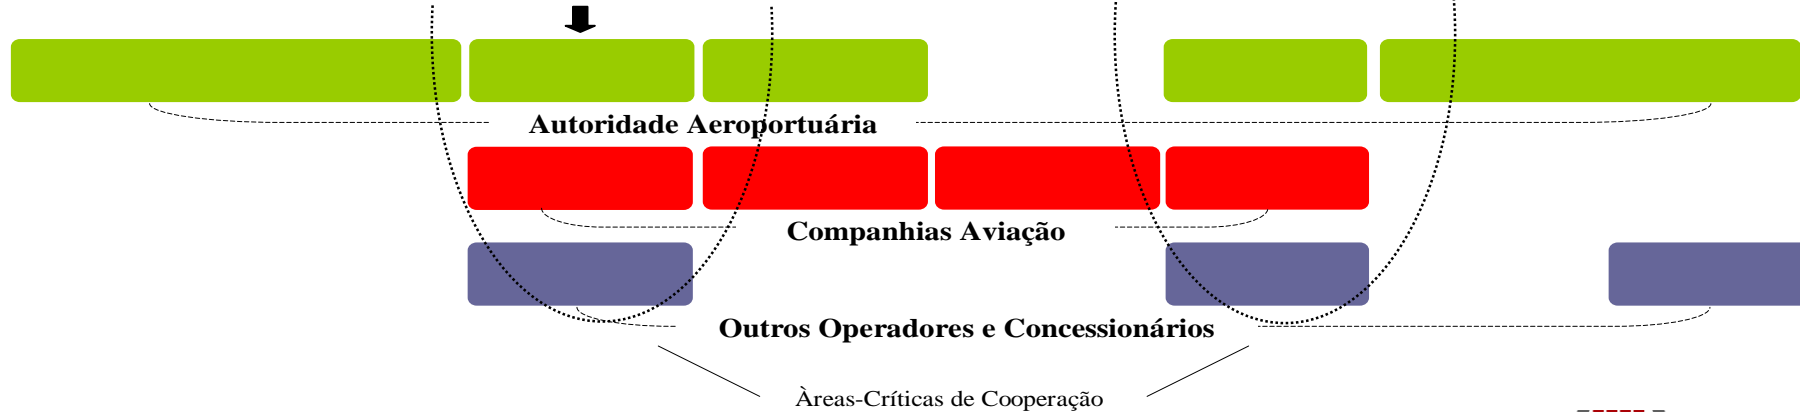 Autoridade Aeroportuária
Companhias Aviação
Outros Operadores e Concessionários
Àreas-Críticas de Cooperação